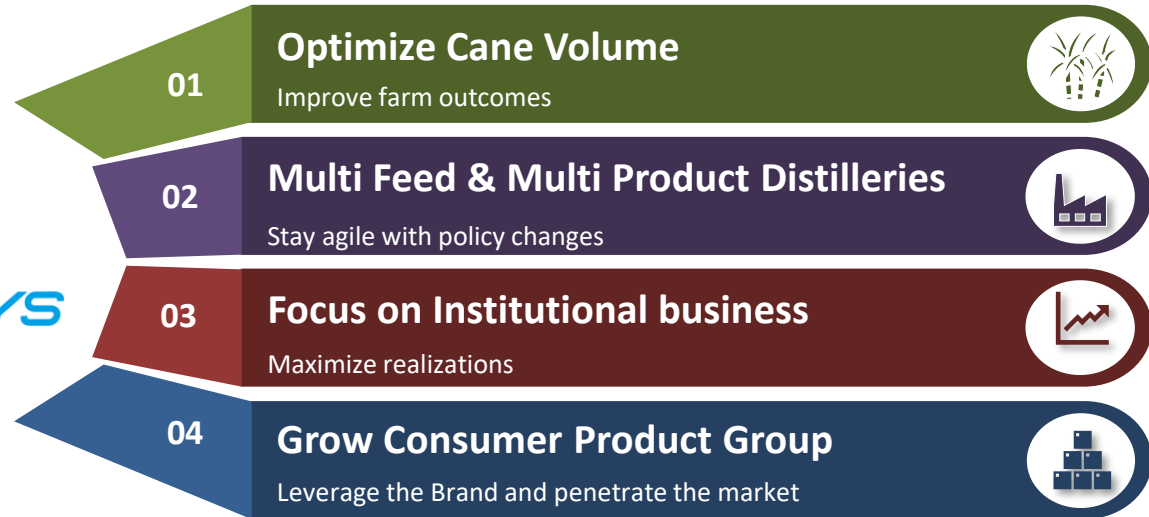 01
Optimize Cane Volume
Improve farm outcomes
02
Multi Feed & Multi Product Distilleries
Stay agile with policy changes
03
Focus on Institutional business
Maximize realizations
04
Grow Consumer Product Group
Leverage the Brand and penetrate the market